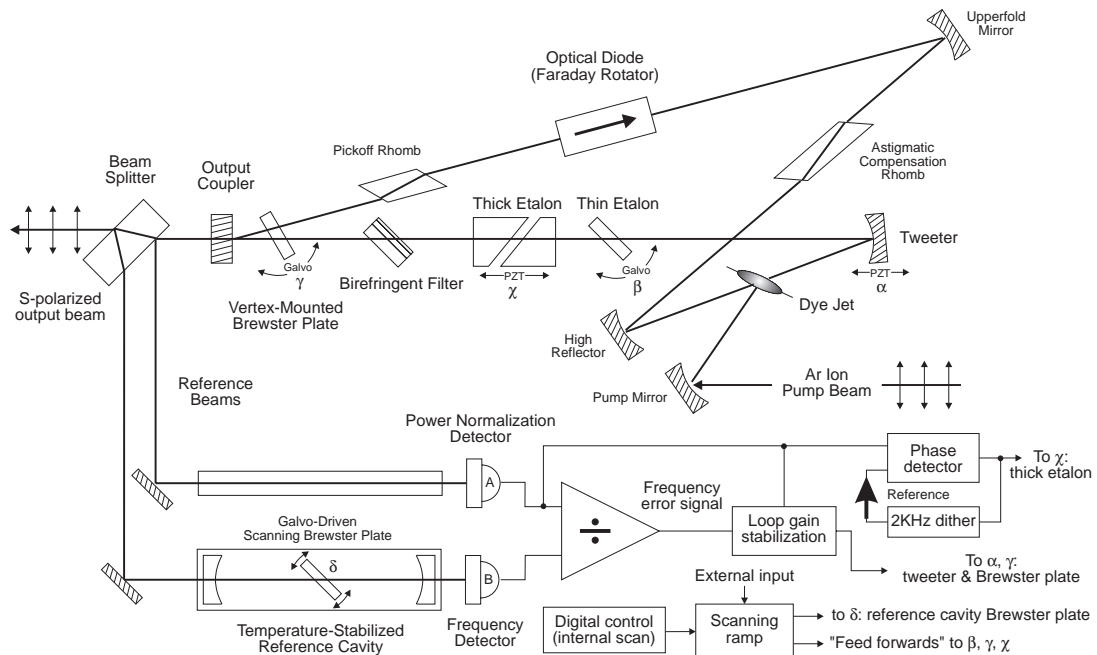 Upperfold
Mirror
Optical Diode
(Faraday Rotator)
Pickoff Rhomb
Astigmatic
Compensation
Rhomb
Beam
Splitter
Output
Coupler
Thick Etalon
Thin Etalon
Tweeter
Galvo
γ
Birefringent Filter
PZT
χ
Galvo
β
PZT
α
S-polarized
output beam
Vertex-Mounted
Brewster Plate
Dye Jet
High
Reflector
Pump Mirror
Ar Ion
Pump Beam
Reference
Beams
Power Normalization
Detector
A
Frequency
error signal
Phase
detector
To χ:
thick etalon
Reference
2KHz dither
Loop gain
stabilization
÷
Galvo-Driven
Scanning Brewster Plate
δ
B
To α, γ:
tweeter & Brewster plate
External input
Temperature-Stabilized
Reference Cavity
Frequency
Detector
Digital control
(internal scan)
Scanning
ramp
to δ: reference cavity Brewster plate
"Feed forwards" to β, γ, χ